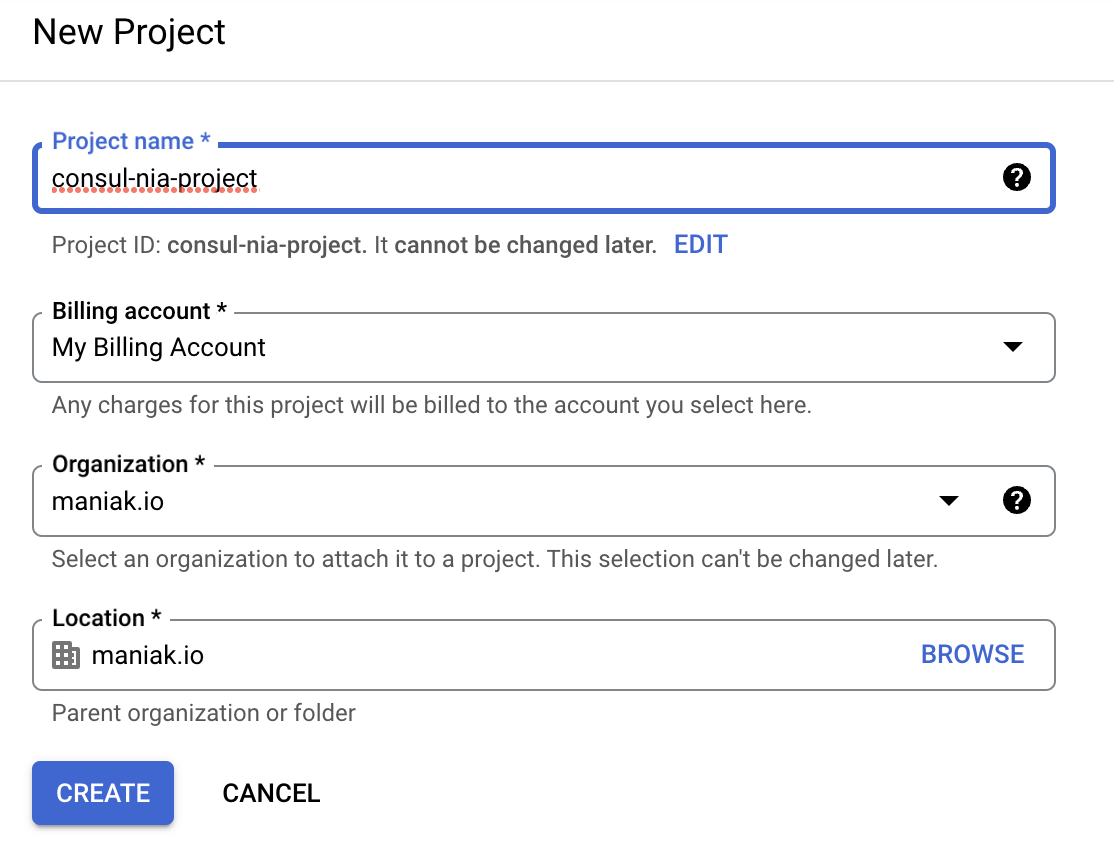 New Project
Project name *
consul-nia-project
Project ID: consul-nia-project. It cannot be changed later. EDIT
Billing account *
My Billing Account
Any charges for this project will be billed to the account you select here.
Organization *
maniak.io
Select an organization to attach it to a project. This selection can't be changed later.
Location *
maniak.io BROWSE
Parent organization or folder
CREATE CANCEL